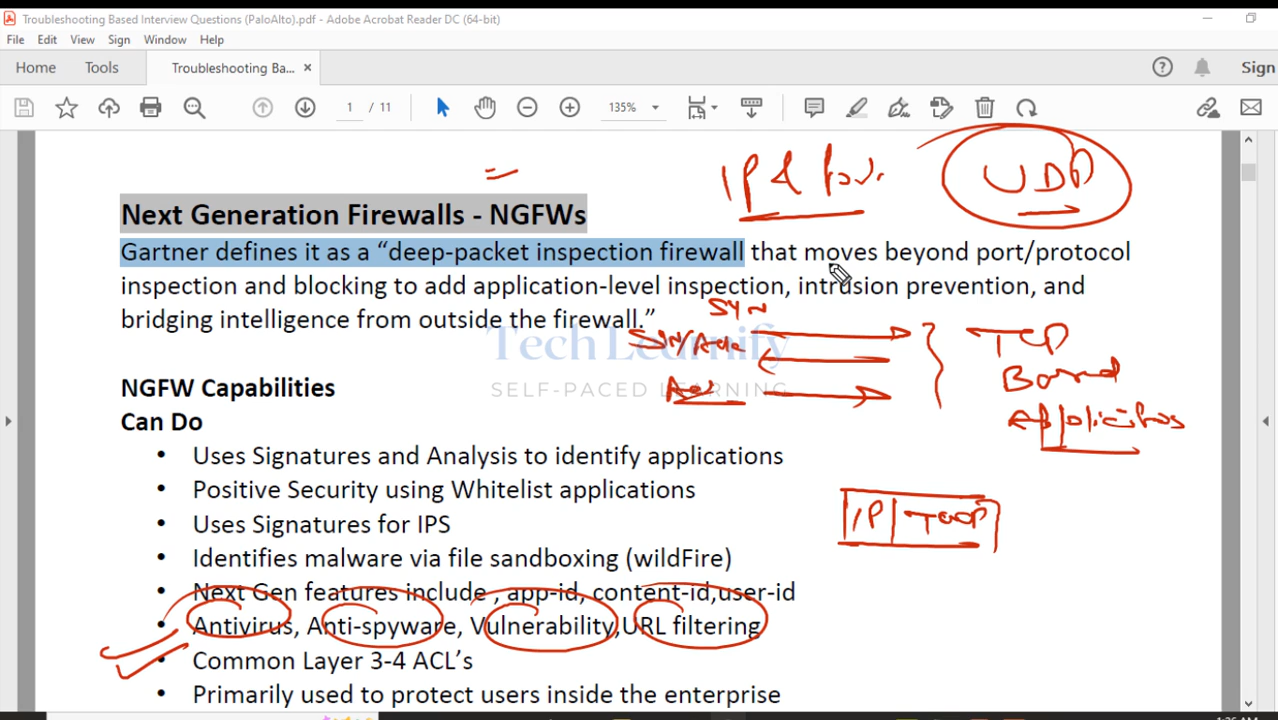 Troubleshooting Based Interview Questions (PaloAlto).pdf - Adobe Acrobat Reader DC (64-bit)
File Edit View Sign Window Help
Home Tools Troubleshooting Ba... × Sign
1 / 11 135%
IP & UDP
Next Generation Firewalls - NGFWs
Gartner defines it as a “deep-packet inspection firewall that moves beyond port/protocol
inspection and blocking to add application-level inspection, intrusion prevention, and
bridging intelligence from outside the firewall.”
SYN
SYN/Ack
TCP
Tech Learnify
Based
SELF-PACED LEARNING
NGFW Capabilities
Can Do
Uses Signatures and Analysis to identify applications
Positive Security using Whitelist applications
IP
Uses Signatures for IPS
Identifies malware via file sandboxing (wildFire)
Next Gen features include , app-id, content-id,user-id
Antivirus, Anti-spyware, Vulnerability,URL filtering
Common Layer 3-4 ACL’s
Primarily used to protect users inside the enterprise